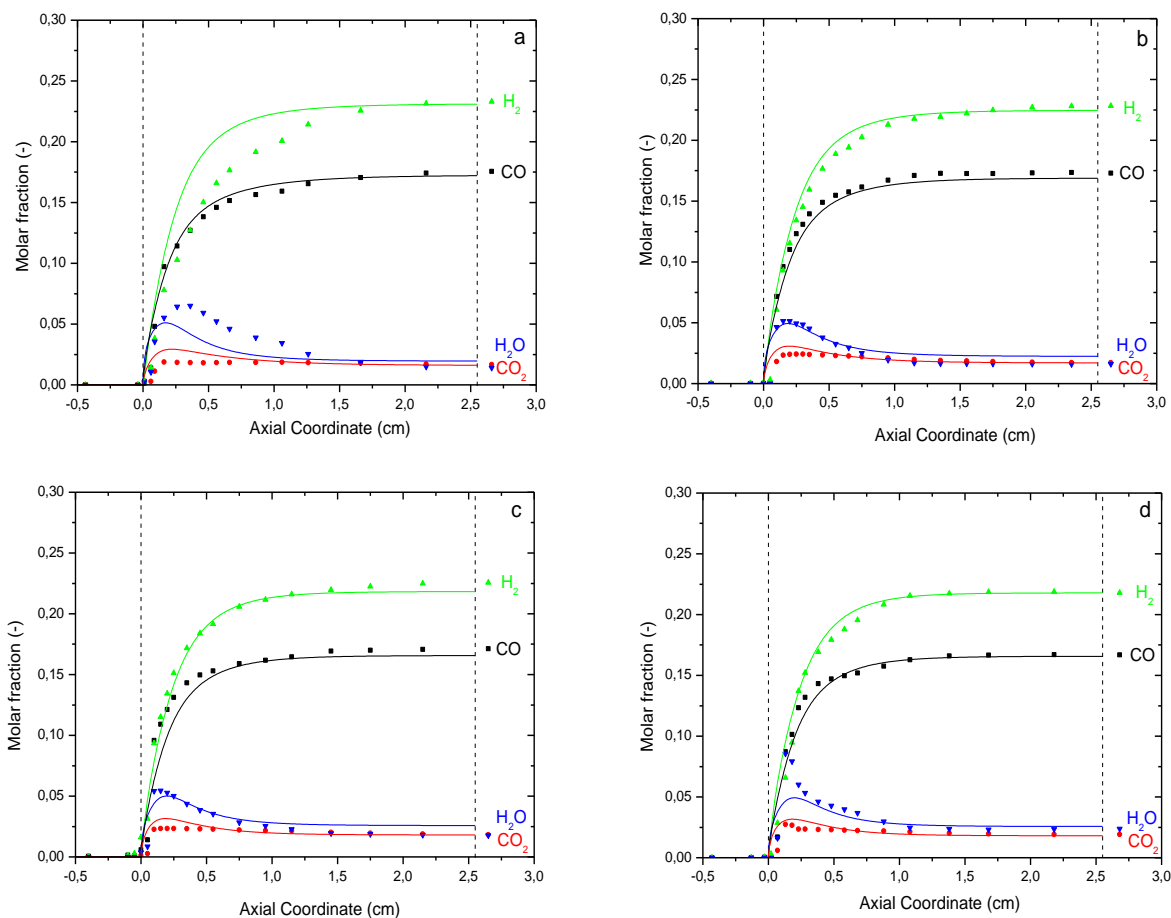 a
0,30
0,25
0,20
0,15
0,10
0,05
0,00
Molar fraction (-)
H2
CO
H2O
CO2
-0,5 0,0 0,5 1,0 1,5 2,0 2,5 3,0
Axial Coordinate (cm)
b
0,30
0,25
0,20
0,15
0,10
0,05
0,00
Molar fraction (-)
H2
CO
H2O
CO2
-0,5 0,0 0,5 1,0 1,5 2,0 2,5 3,0
Axial Coordinate (cm)
c
0,30
0,25
0,20
0,15
0,10
0,05
0,00
Molar fraction (-)
H2
CO
H2O
CO2
-0,5 0,0 0,5 1,0 1,5 2,0 2,5 3,0
Axial Coordinate (cm)
d
0,30
0,25
0,20
0,15
0,10
0,05
0,00
Molar fraction (-)
H2
CO
H2O
CO2
-0,5 0,0 0,5 1,0 1,5 2,0 2,5 3,0
Axial Coordinate (cm)